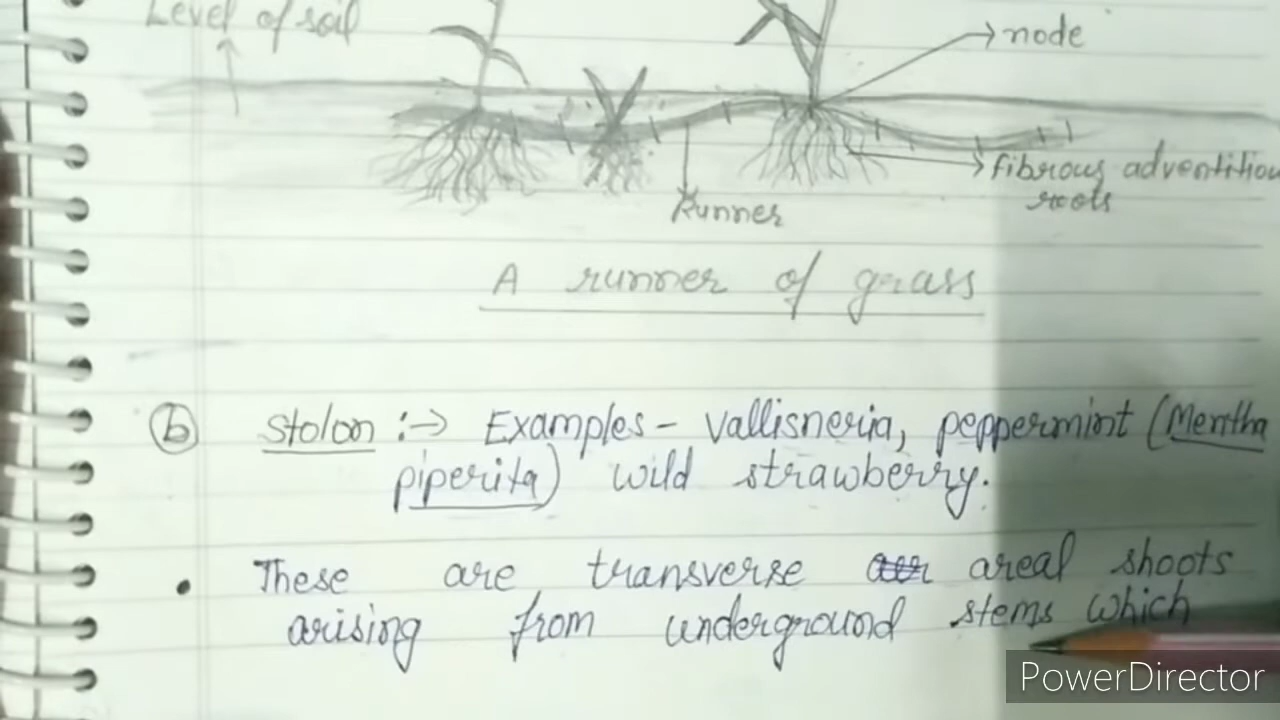 Level of soil
node
fibrous adventitiou
roots
Runner
A runner of grass
b Stolon :→ Examples - Vallisneria, peppermint (Mentha
piperita) wild strawberry.
• These are transverse areal shoots
arising from underground stems which
PowerDirector